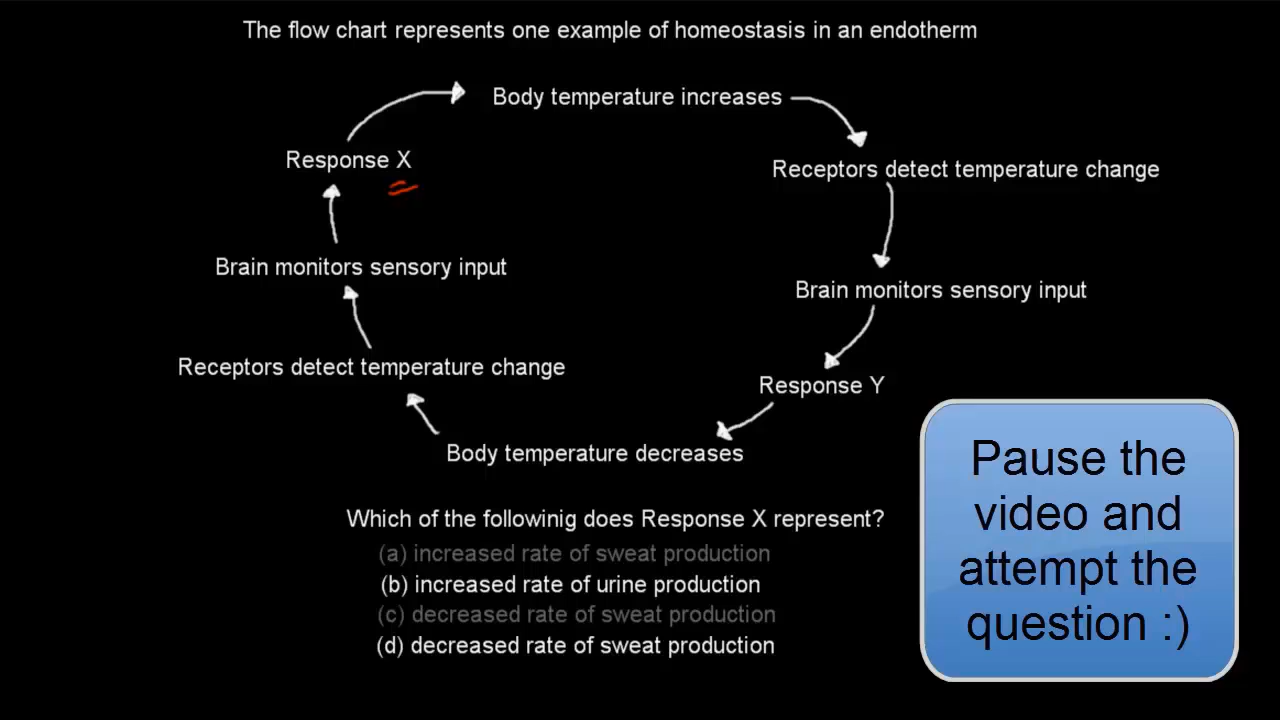 The flow chart represents one example of homeostasis in an endotherm
Body temperature increases
Response X
Receptors detect temperature change
Brain monitors sensory input
Brain monitors sensory input
Receptors detect temperature change
Response Y
Body temperature decreases
Which of the followinig does Response X represent?
(a) increased rate of sweat production
(b) increased rate of urine production
(c) decreased rate of sweat production
(d) decreased rate of sweat production
Pause the
video and
attempt the
question :)